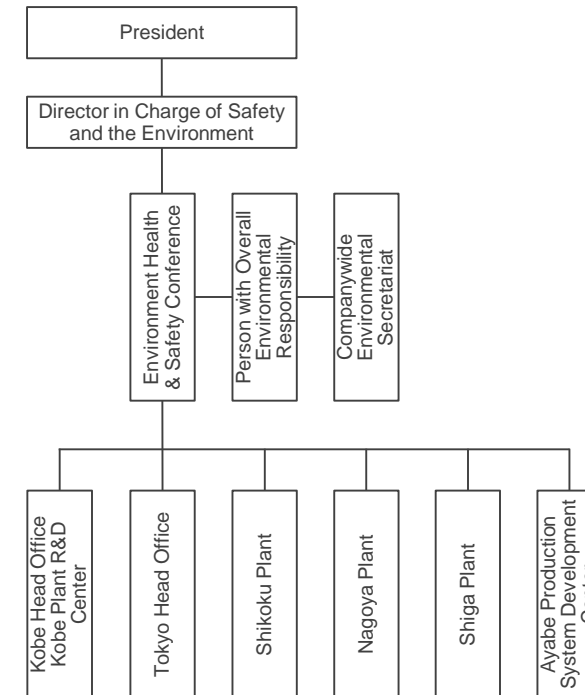 President
Director in Charge of Safety
and the Environment
Environment Health
& Safety Conference
Person with Overall
Environmental
Responsibility
Companywide
Environmental
Secretariat
Kobe Head Office
Kobe Plant R&D
Center
Tokyo Head Office
Shikoku Plant
Nagoya Plant
Shiga Plant
Ayabe Production
System Development